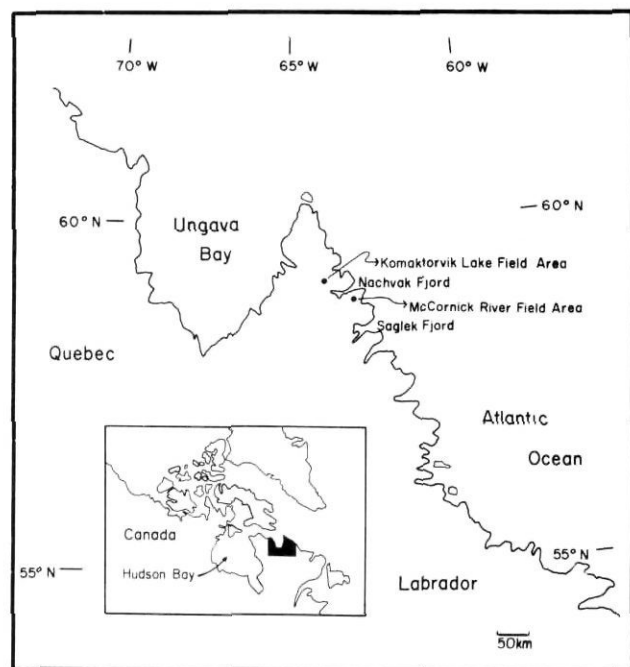 70° W
65° W
60° W
60° N
60° N
Ungava
Bay
Komaktorvik Lake Field Area
Nachvak Fjord
McCornick River Field Area
Saglek Fjord
Quebec
Atlantic
Ocean
Canada
Hudson Bay
55° N
55° N
Labrador
50km